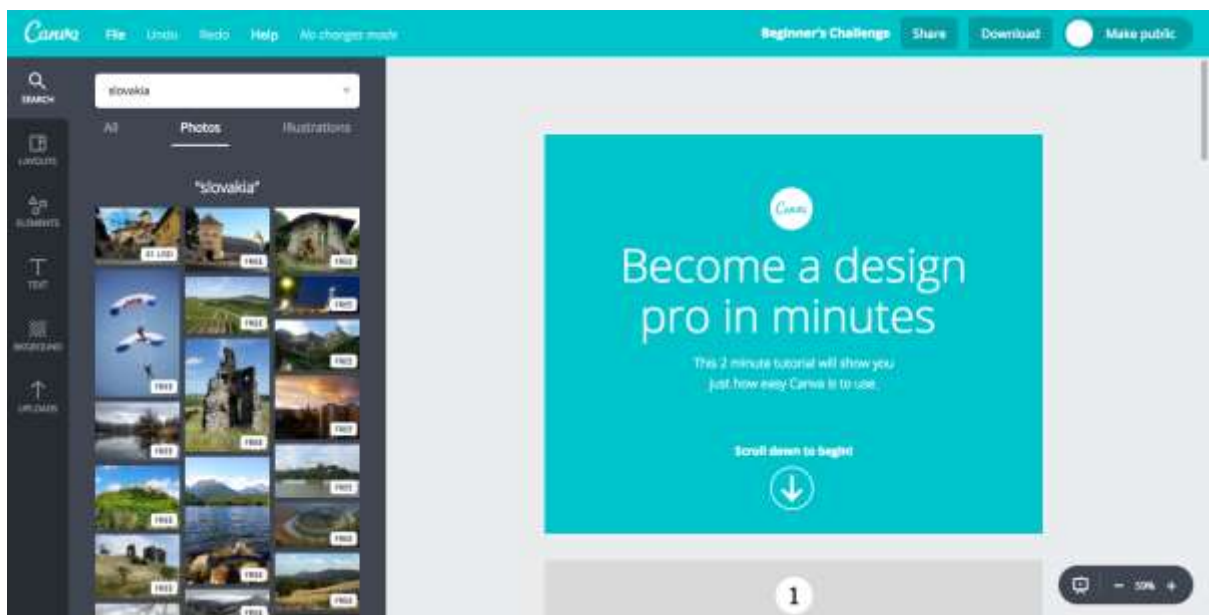 Canva File Undo Redo Help No changes made Beginner's Challenge Share Download Make public
SEARCH
slovakia
All Photos Illustrations
LAYOUTS
"slovakia"
ELEMENTS
FREE
FREE
TEXT
FREE
FREE
FREE
FREE
BACKGROUND
FREE
UPLOADS
FREE
FREE
FREE
FREE
FREE
FREE
FREE
FREE
FREE
FREE
Canva
Become a design
pro in minutes
This 2 minute tutorial will show you
just how easy Canva is to use.
Scroll down to begin!
1
59%